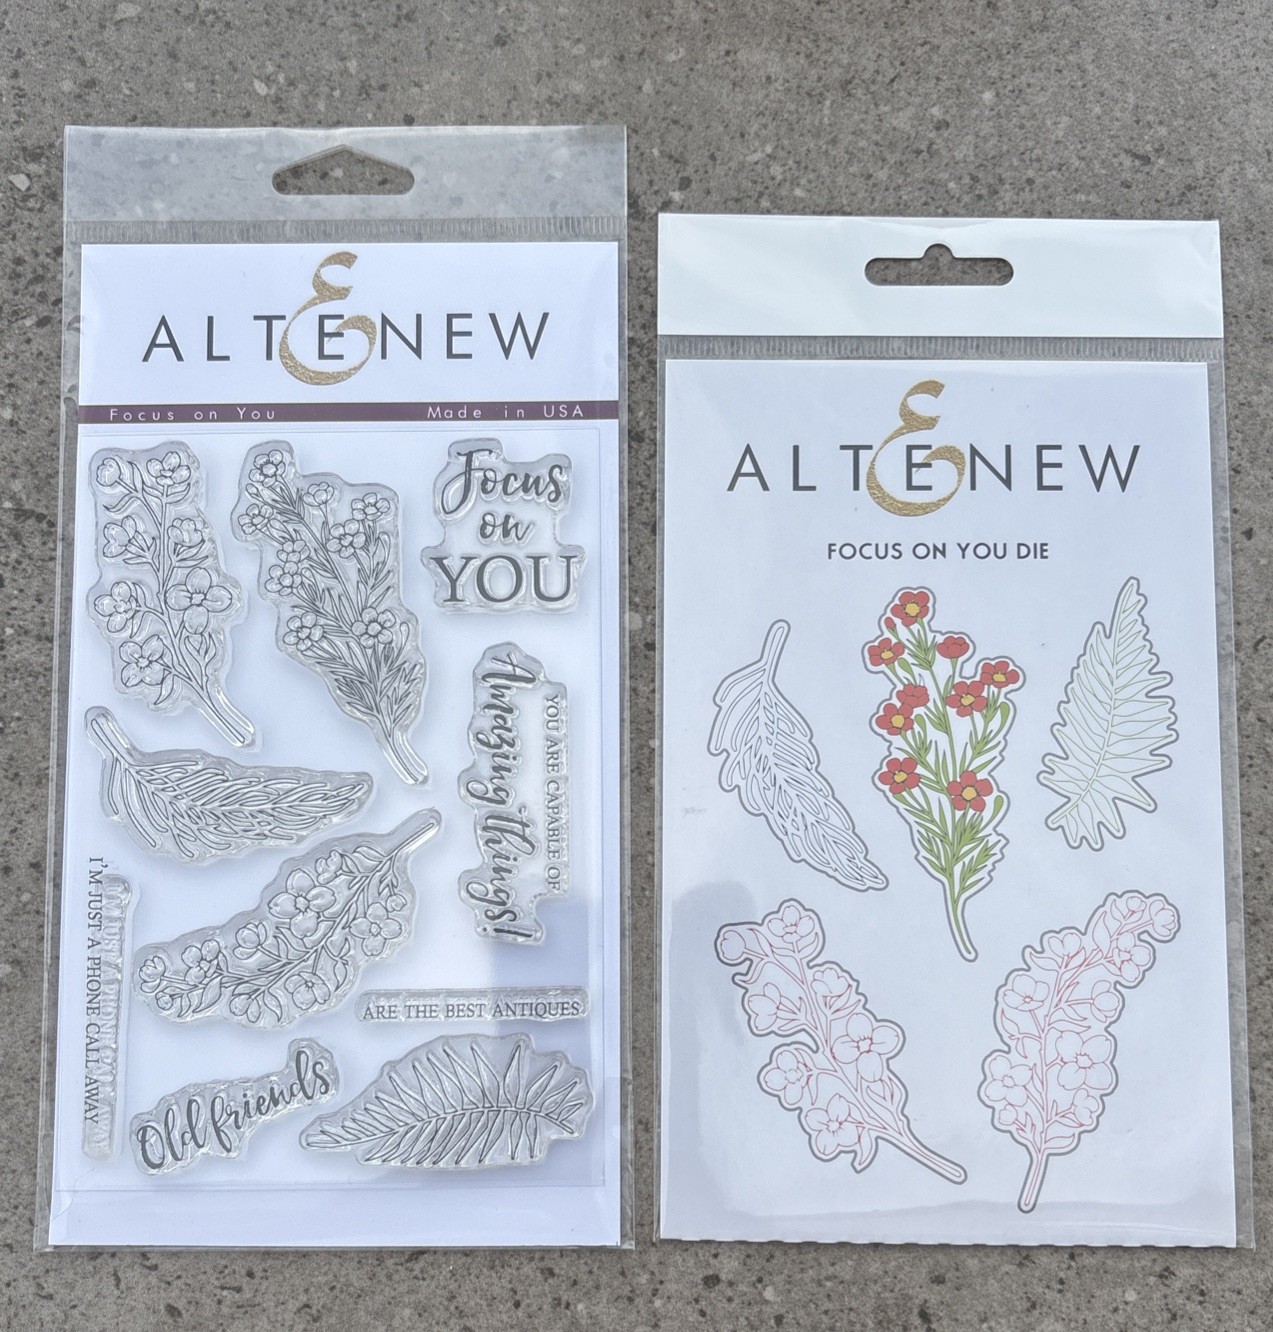 ALTENEW
Focus on You Made in USA
Focus
on
YOU
Amazing things!
YOU ARE CAPABLE OF
I'M JUST A PHONE CALL AWAY
ARE THE BEST ANTIQUES
Old friends
ALTENEW
FOCUS ON YOU DIE